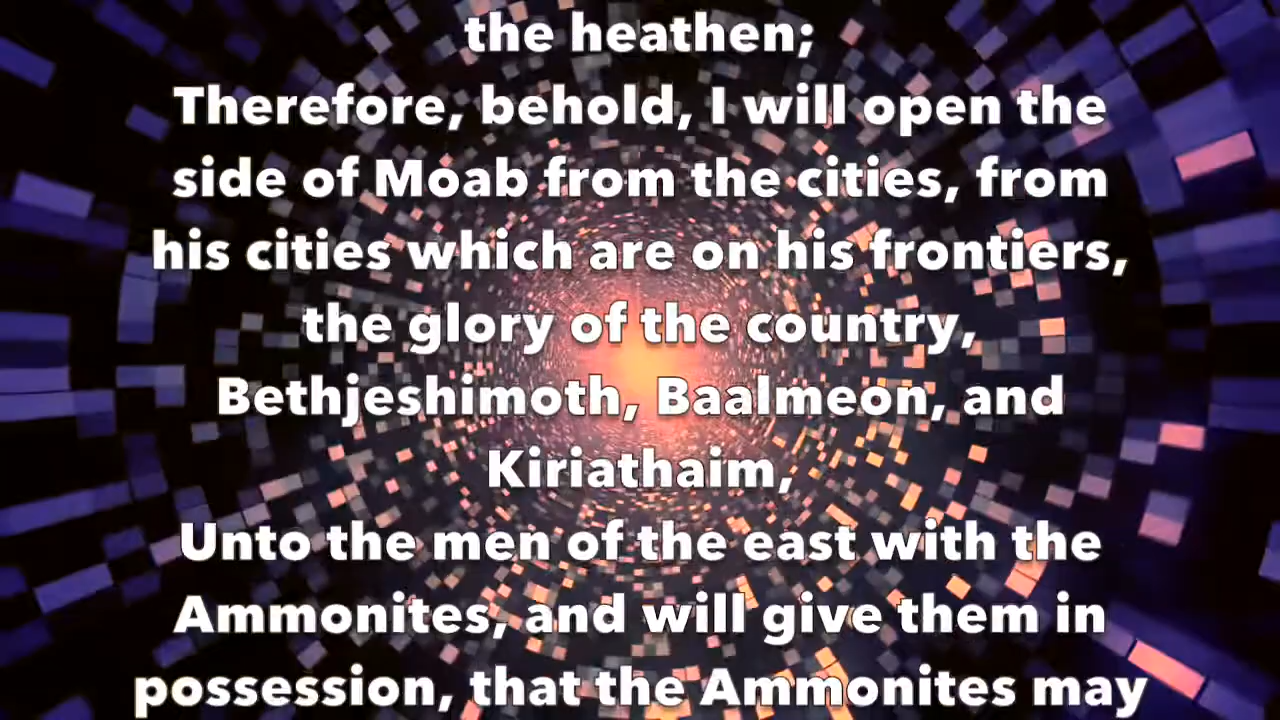 the heathen;
Therefore, behold, I will open the
side of Moab from the cities, from
his cities which are on his frontiers,
the glory of the country,
Bethjeshimoth, Baalmeon, and
Kiriathaim,
Unto the men of the east with the
Ammonites, and will give them in
possession, that the Ammonites may